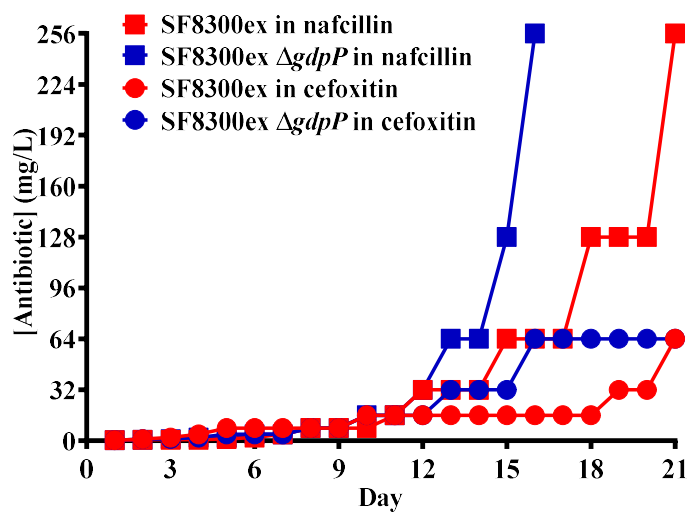 SF8300ex in nafcillin
SF8300ex ΔgdpP in nafcillin
SF8300ex in cefoxitin
SF8300ex ΔgdpP in cefoxitin
[Antibiotic] (mg/L)
256
224
192
160
128
96
64
32
0
0 3 6 9 12 15 18 21
Day